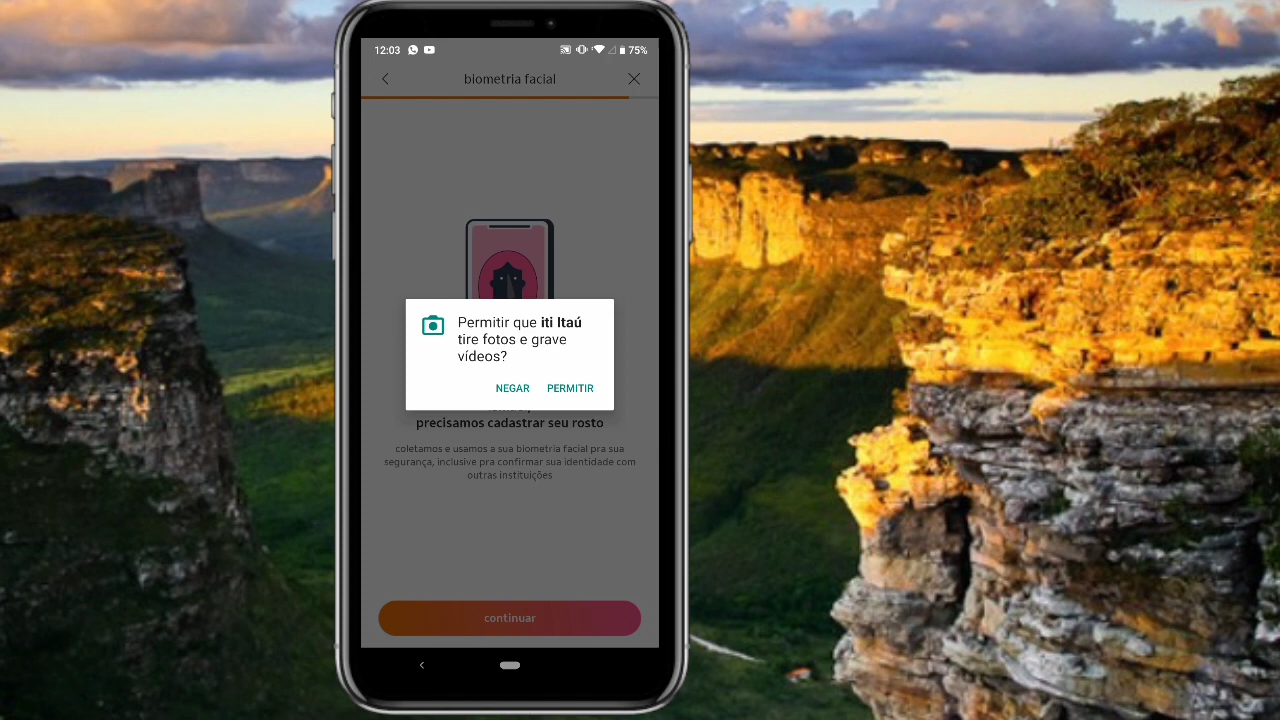 12:03
75%
biometria facial
Permitir que iti Itaú
tire fotos e grave
vídeos?
NEGAR PERMITIR
precisamos cadastrar seu rosto
coletamos e usamos a sua biometria facial pra sua
segurança, inclusive pra confirmar sua identidade com
outras instituições
continuar